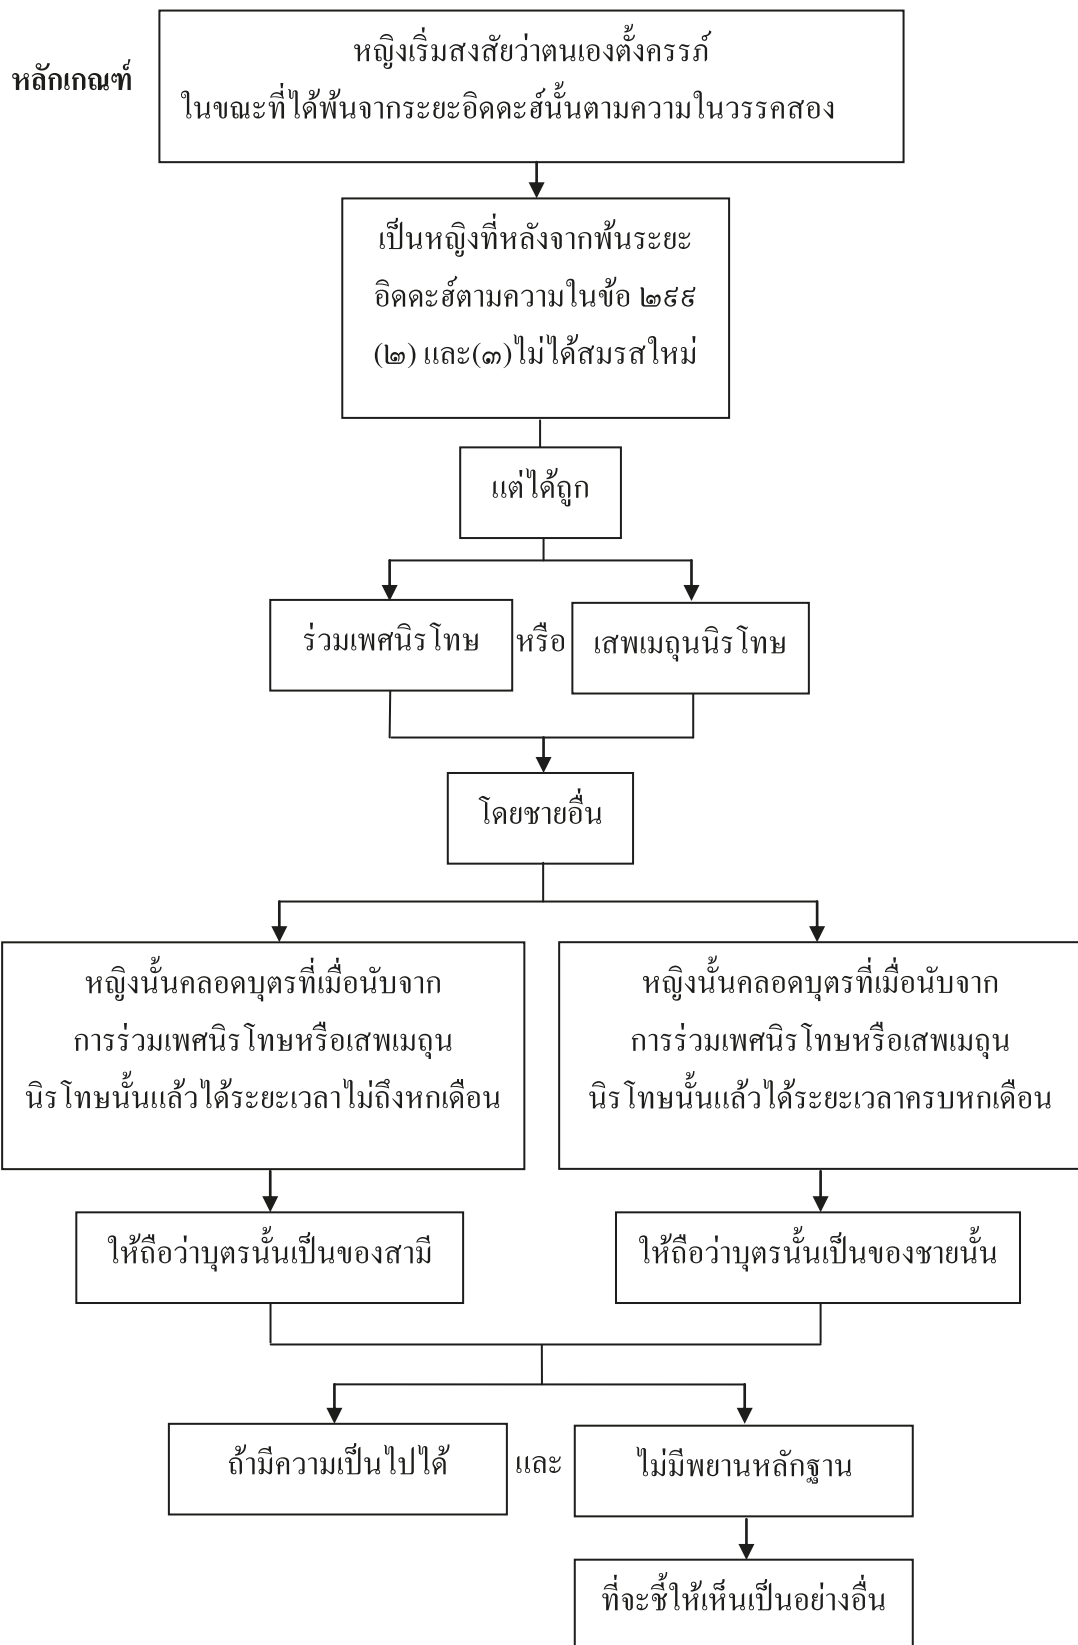 หลักเกณฑ์
หญิงเริ่มสงสัยว่าตนเองตั้งครรภ์
ในขณะที่ได้พ้นจากระยะอิดดะฮ์นั้นตามความในวรรคสอง
เป็นหญิงที่หลังจากพ้นระยะ
อิดดะฮ์ตามความในข้อ ๒๙๙
(๒) และ(๓)ไม่ได้สมรสใหม่
แต่ได้ถูก
ร่วมเพศนิรโทษ
หรือ
เสพเมถุนนิรโทษ
โดยชายอื่น
หญิงนั้นคลอดบุตรที่เมื่อนับจาก
การร่วมเพศนิรโทษหรือเสพเมถุน
นิรโทษนั้นแล้วได้ระยะเวลาไม่ถึงหกเดือน
หญิงนั้นคลอดบุตรที่เมื่อนับจาก
การร่วมเพศนิรโทษหรือเสพเมถุน
นิรโทษนั้นแล้วได้ระยะเวลาครบหกเดือน
ให้ถือว่าบุตรนั้นเป็นของสามี
ให้ถือว่าบุตรนั้นเป็นของชายนั้น
ถ้ามีความเป็นไปได้
และ
ไม่มีพยานหลักฐาน
ที่จะชี้ให้เห็นเป็นอย่างอื่น